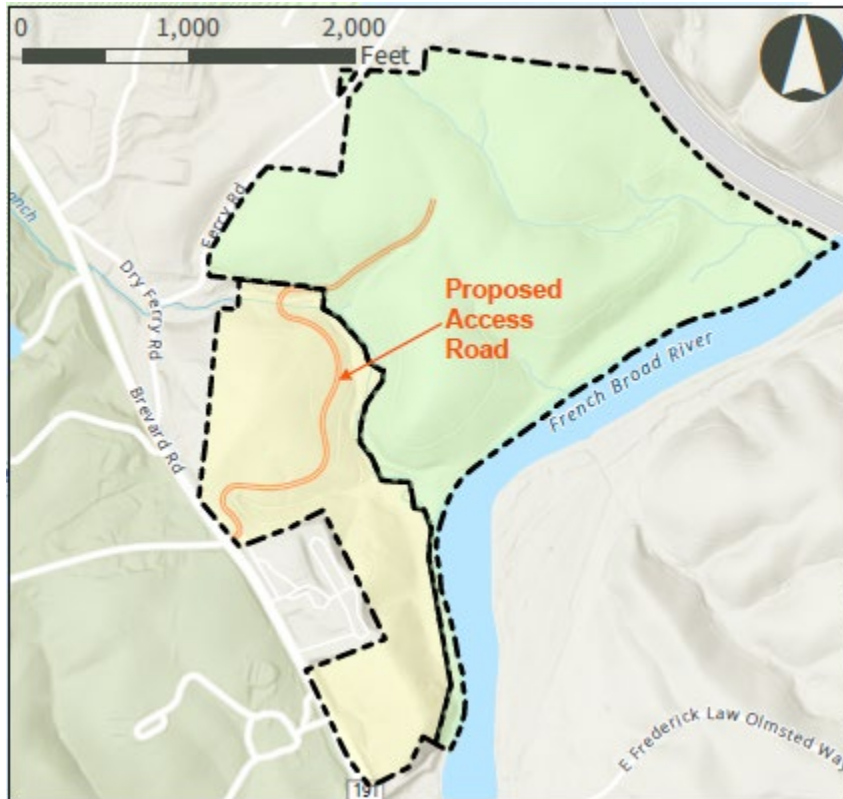 0 1,000 2,000
Feet
anch
Ferry Rd
Dry Ferry Rd
Proposed
Access
Road
French Broad River
Brevard Rd
E Frederick Law Olmsted Way
191